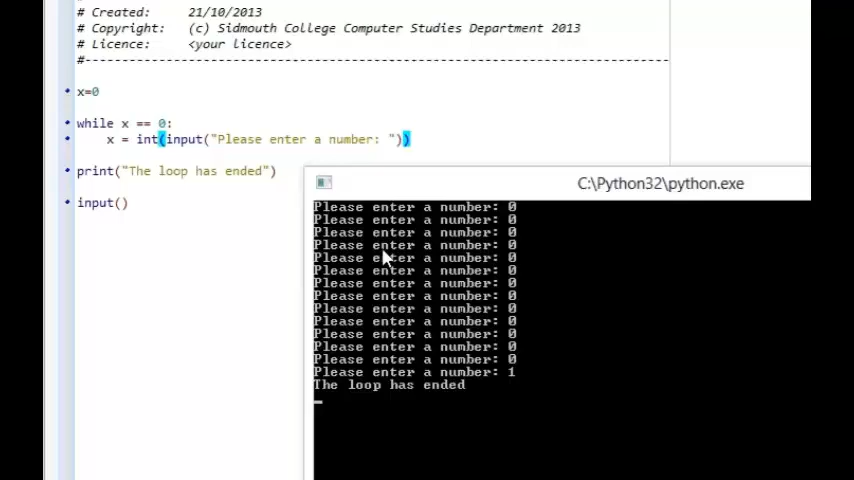 # Created:    21/10/2013
# Copyright:   (c) Sidmouth College Computer Studies Department 2013
# Licence:    <your licence>
#-------------------------------------------------------------------------------
x=0
while x == 0:
    x = int(input("Please enter a number: "))
print("The loop has ended")
input()
C:\Python32\python.exe
Please enter a number: 0
Please enter a number: 0
Please enter a number: 0
Please enter a number: 0
Please enter a number: 0
Please enter a number: 0
Please enter a number: 0
Please enter a number: 0
Please enter a number: 0
Please enter a number: 0
Please enter a number: 0
Please enter a number: 0
Please enter a number: 0
Please enter a number: 1
The loop has ended